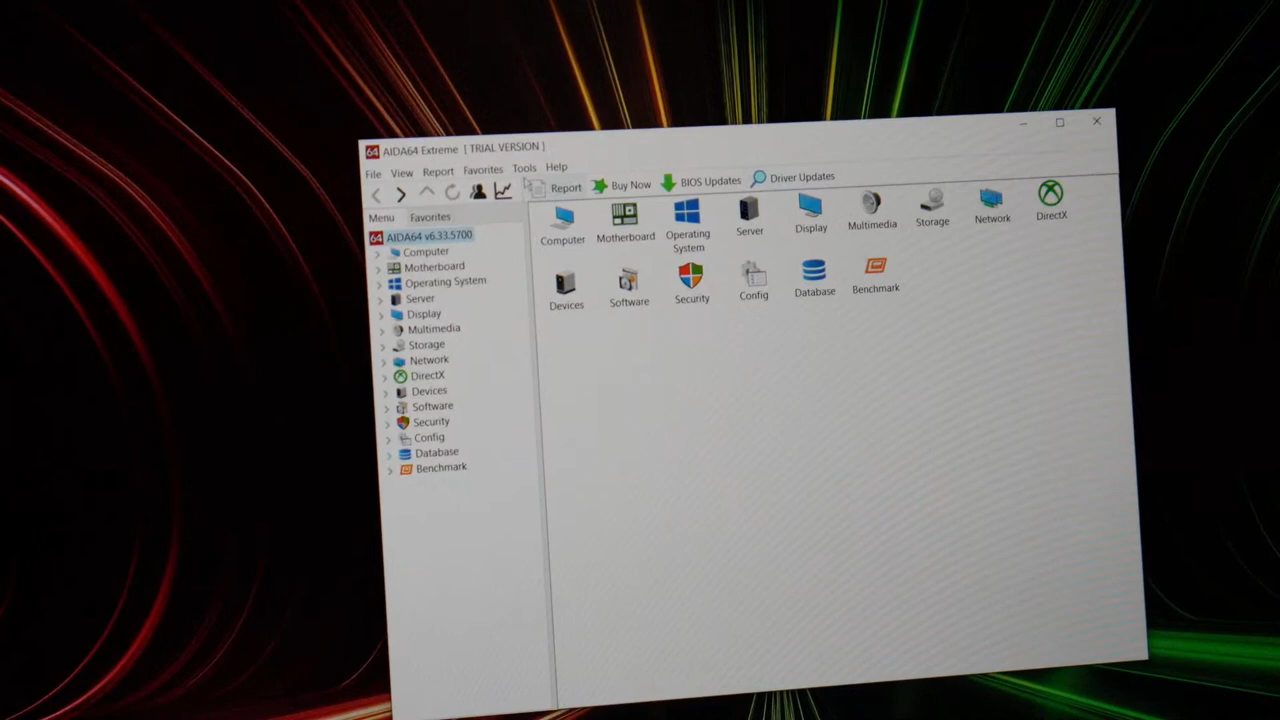 64 AIDA64 Extreme [ TRIAL VERSION ]
File View Report Favorites Tools Help
Report Buy Now BIOS Updates Driver Updates
Menu Favorites
64 AIDA64 v6.33.5700
Computer
Motherboard
Operating System
Server
Display
Multimedia
Storage
Network
DirectX
Devices
Software
Security
Config
Database
Benchmark
Computer Motherboard Operating System Server Display Multimedia Storage Network DirectX
Devices Software Security Config Database Benchmark